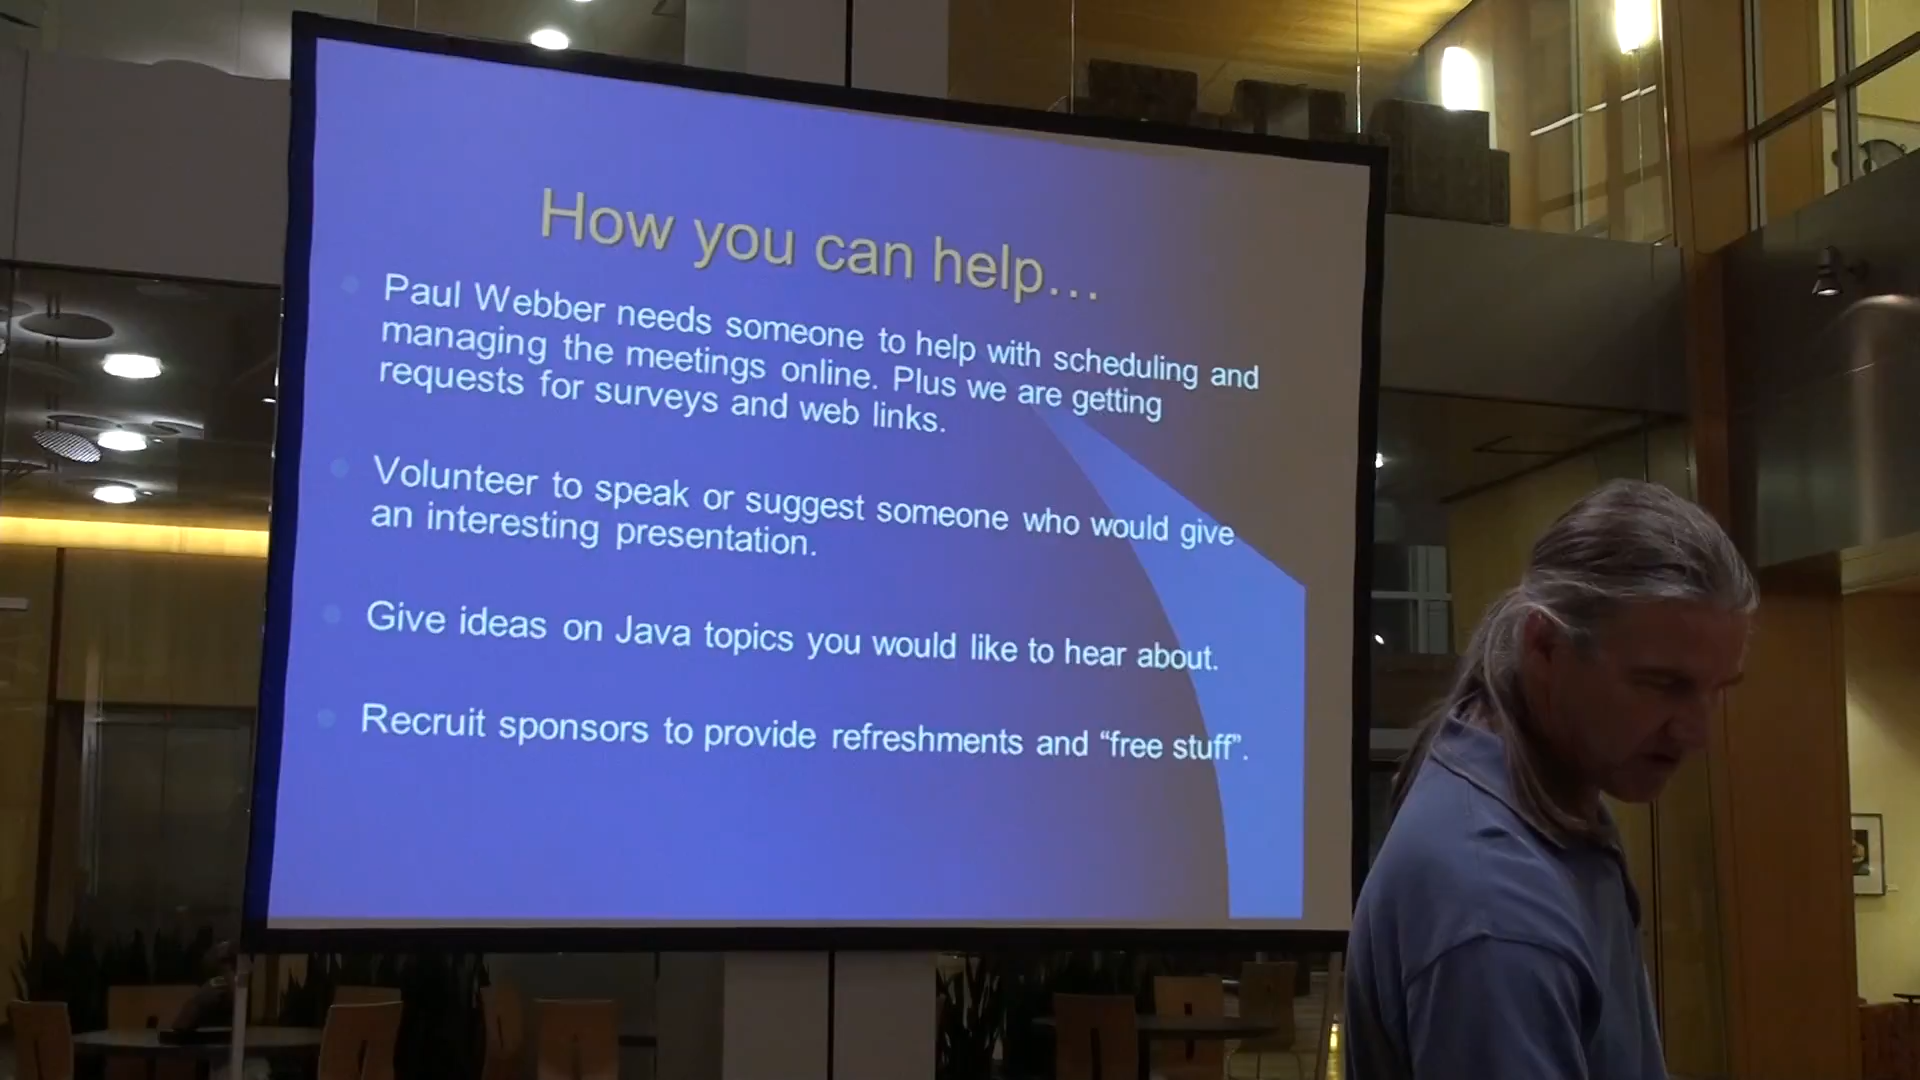 How you can help…
Paul Webber needs someone to help with scheduling and
managing the meetings online. Plus we are getting
requests for surveys and web links.
Volunteer to speak or suggest someone who would give
an interesting presentation.
Give ideas on Java topics you would like to hear about.
Recruit sponsors to provide refreshments and “free stuff”.